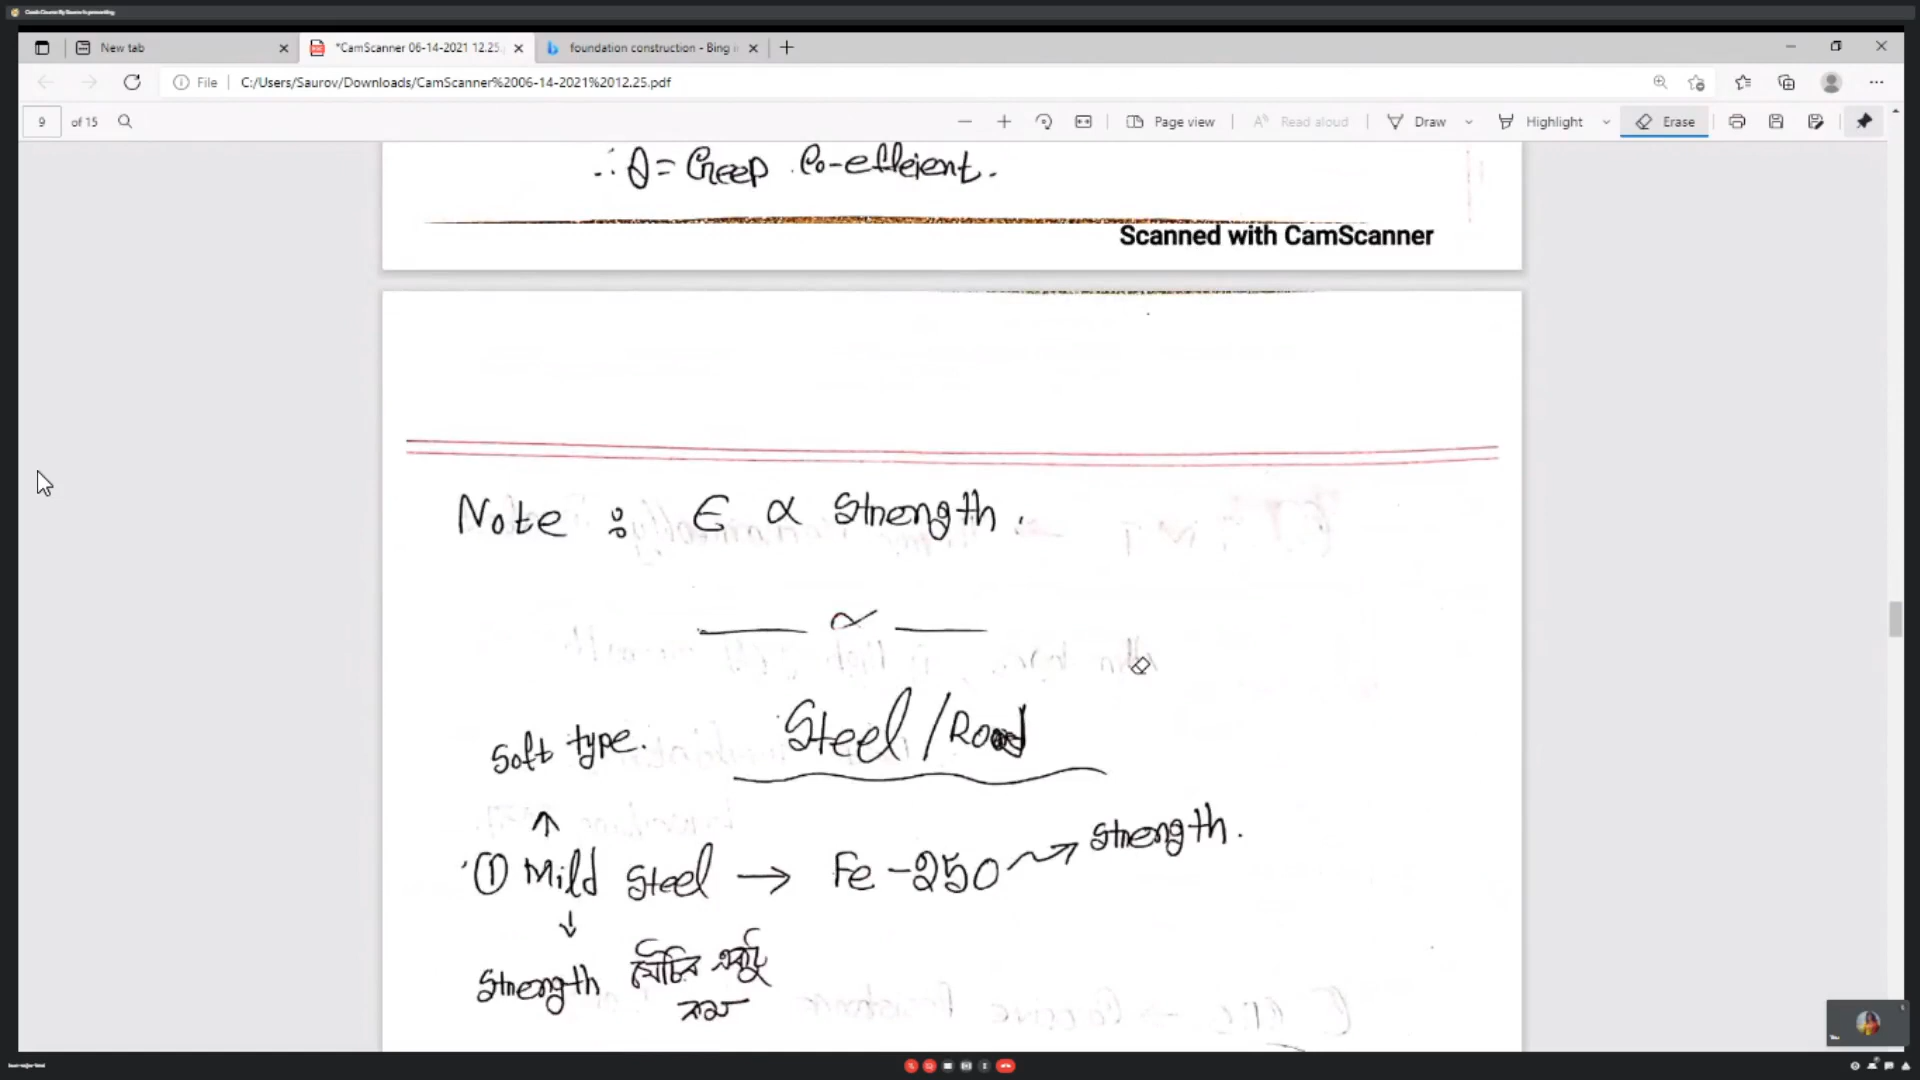 New tab
*CamScanner 06-14-2021 12.25.
foundation construction - Bing
File
C:/Users/Saurov/Downloads/CamScanner%2006-14-2021%2012.25.pdf
9 of 15
Page view
Read aloud
Draw
Highlight
Erase
∴ θ = Creep Co-effeient.
Scanned with CamScanner
Note : E ∝ Strength.
∝
Soft type.
Steel /
Strength.
① Mild Steel → Fe-250
Strength